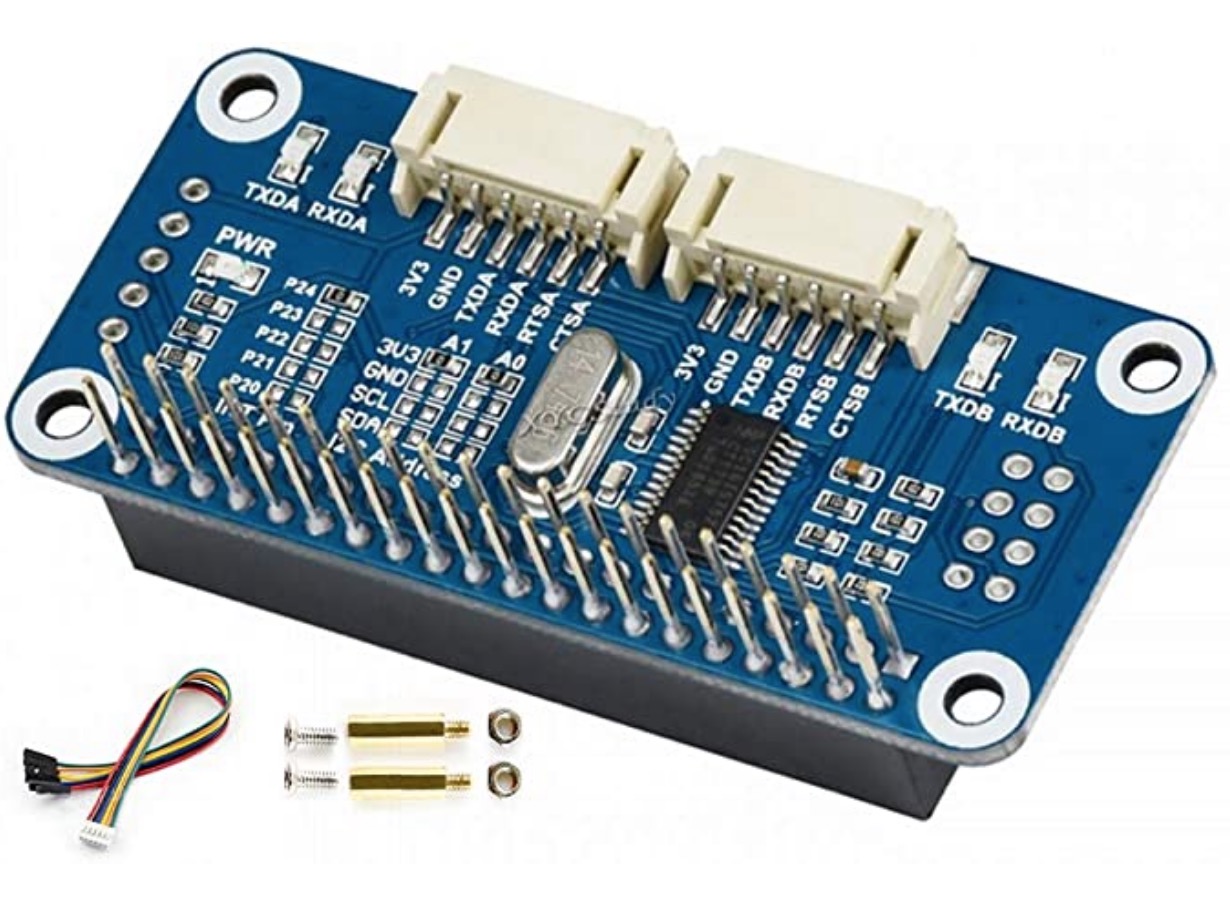 TXDA RXDA
PWR
3V3
GND
TXDA
RXDA
RTSA
CTSA
P24
P23
P22
P21
P20
A1
A0
3V3
GND
SCL
SDA
3V3
GND
TXDB
RXDB
RTSB
CTSB
TXDB RXDB